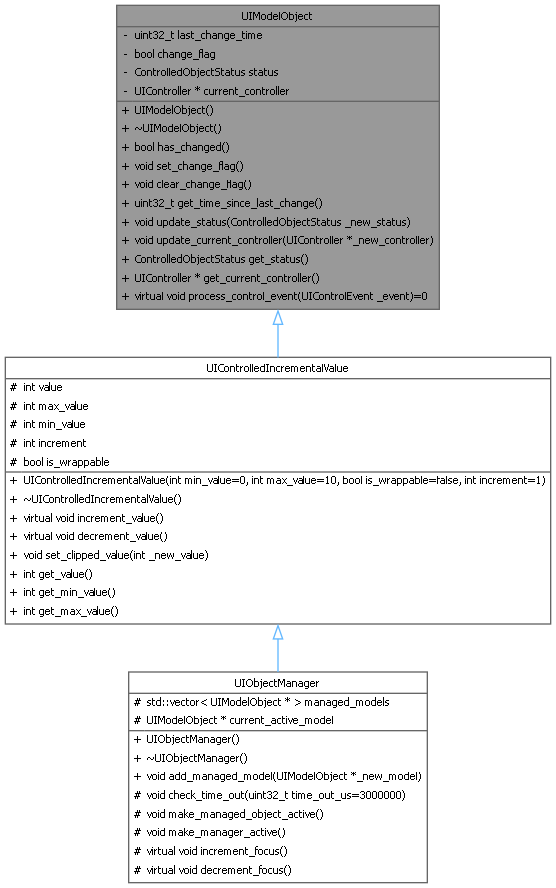 UIModelObject
- uint32_t last_change_time
- bool change_flag
- ControlledObjectStatus status
- UIController * current_controller
+ UIModelObject()
+ ~UIModelObject()
+ bool has_changed()
+ void set_change_flag()
+ void clear_change_flag()
+ uint32_t get_time_since_last_change()
+ void update_status(ControlledObjectStatus _new_status)
+ void update_current_controller(UIController *_new_controller)
+ ControlledObjectStatus get_status()
+ UIController * get_current_controller()
+ virtual void process_control_event(UIControlEvent _event)=0
UIControlledIncrementalValue
# int value
# int max_value
# int min_value
# int increment
# bool is_wrappable
+ UIControlledIncrementalValue(int min_value=0, int max_value=10, bool is_wrappable=false, int increment=1)
+ ~UIControlledIncrementalValue()
+ virtual void increment_value()
+ virtual void decrement_value()
+ void set_clipped_value(int _new_value)
+ int get_value()
+ int get_min_value()
+ int get_max_value()
UIObjectManager
# std::vector< UIModelObject * > managed_models
# UIModelObject * current_active_model
+ UIObjectManager()
+ ~UIObjectManager()
+ void add_managed_model(UIModelObject *_new_model)
# void check_time_out(uint32_t time_out_us=3000000)
# void make_managed_object_active()
# void make_manager_active()
# virtual void increment_focus()
# virtual void decrement_focus()